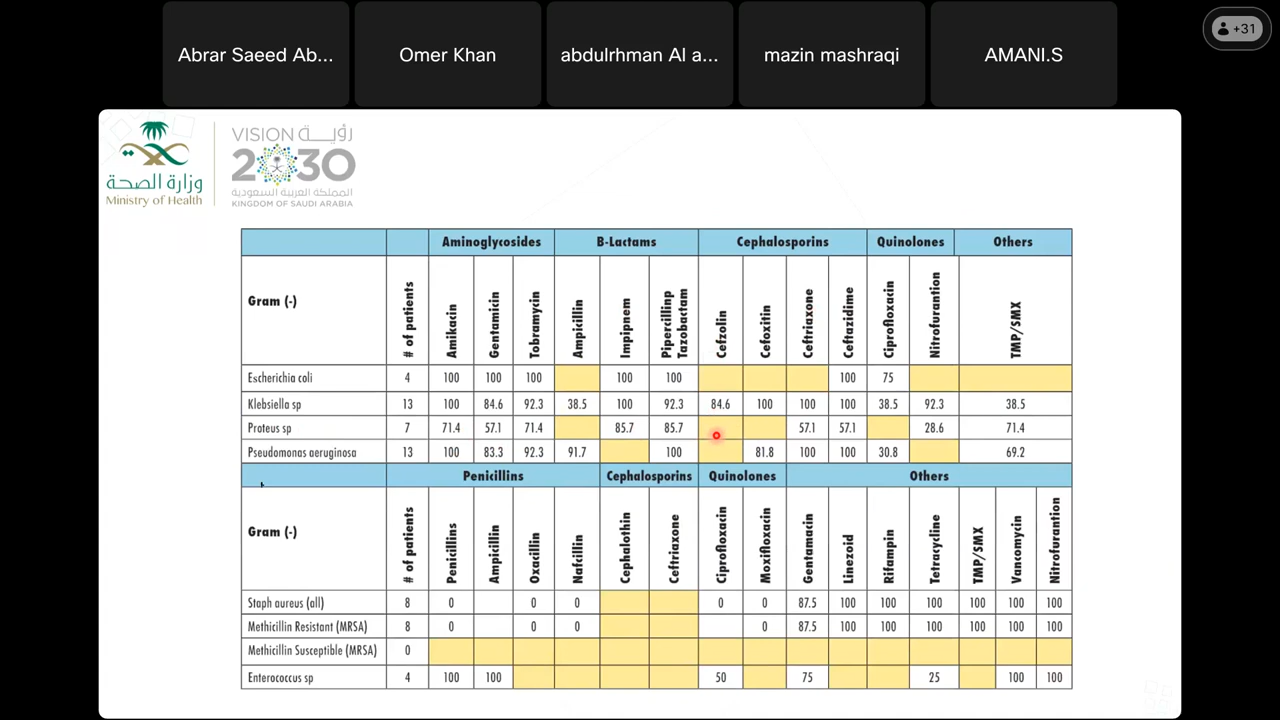 Abrar Saeed Ab...
Omer Khan
abdulrhman Al a...
mazin mashraqi
AMANI.S
+31
VISION رؤيــــة
2030
المملكة العربية السعودية
KINGDOM OF SAUDI ARABIA
وزارة الصحة
Ministry of Health
Aminoglycosides B-Lactams Cephalosporins Quinolones Others
Gram (-) # of patients Amikacin Gentamicin Tobramycin Ampicillin Impipnem Pipercillinp Tazobactam Cefzolin Cefoxitin Ceftriaxone Ceftazidime Ciprofloxacin Nitrofurantion TMP/SMX
Escherichia coli 4 100 100 100 100 100 100 75
Klebsiella sp 13 100 84.6 92.3 38.5 100 92.3 84.6 100 100 100 38.5 92.3 38.5
Proteus sp 7 71.4 57.1 71.4 85.7 85.7 57.1 57.1 28.6 71.4
Pseudomonas aeruginosa 13 100 83.3 92.3 91.7 100 81.8 100 100 30.8 69.2
Penicillins Cephalosporins Quinolones Others
Gram (-) # of patients Penicillins Ampicillin Oxacillin Nafcillin Cephalothin Ceftriaxone Ciprofloxacin Moxifloxacin Gentamacin Linezoid Rifampin Tetracycline TMP/SMX Vancomycin Nitrofurantion
Staph aureus (all) 8 0 0 0 0 0 87.5 100 100 100 100 100 100
Methicillin Resistant (MRSA) 8 0 0 0 0 87.5 100 100 100 100 100 100
Methicillin Susceptible (MRSA) 0
Enterococcus sp 4 100 100 50 75 25 100 100